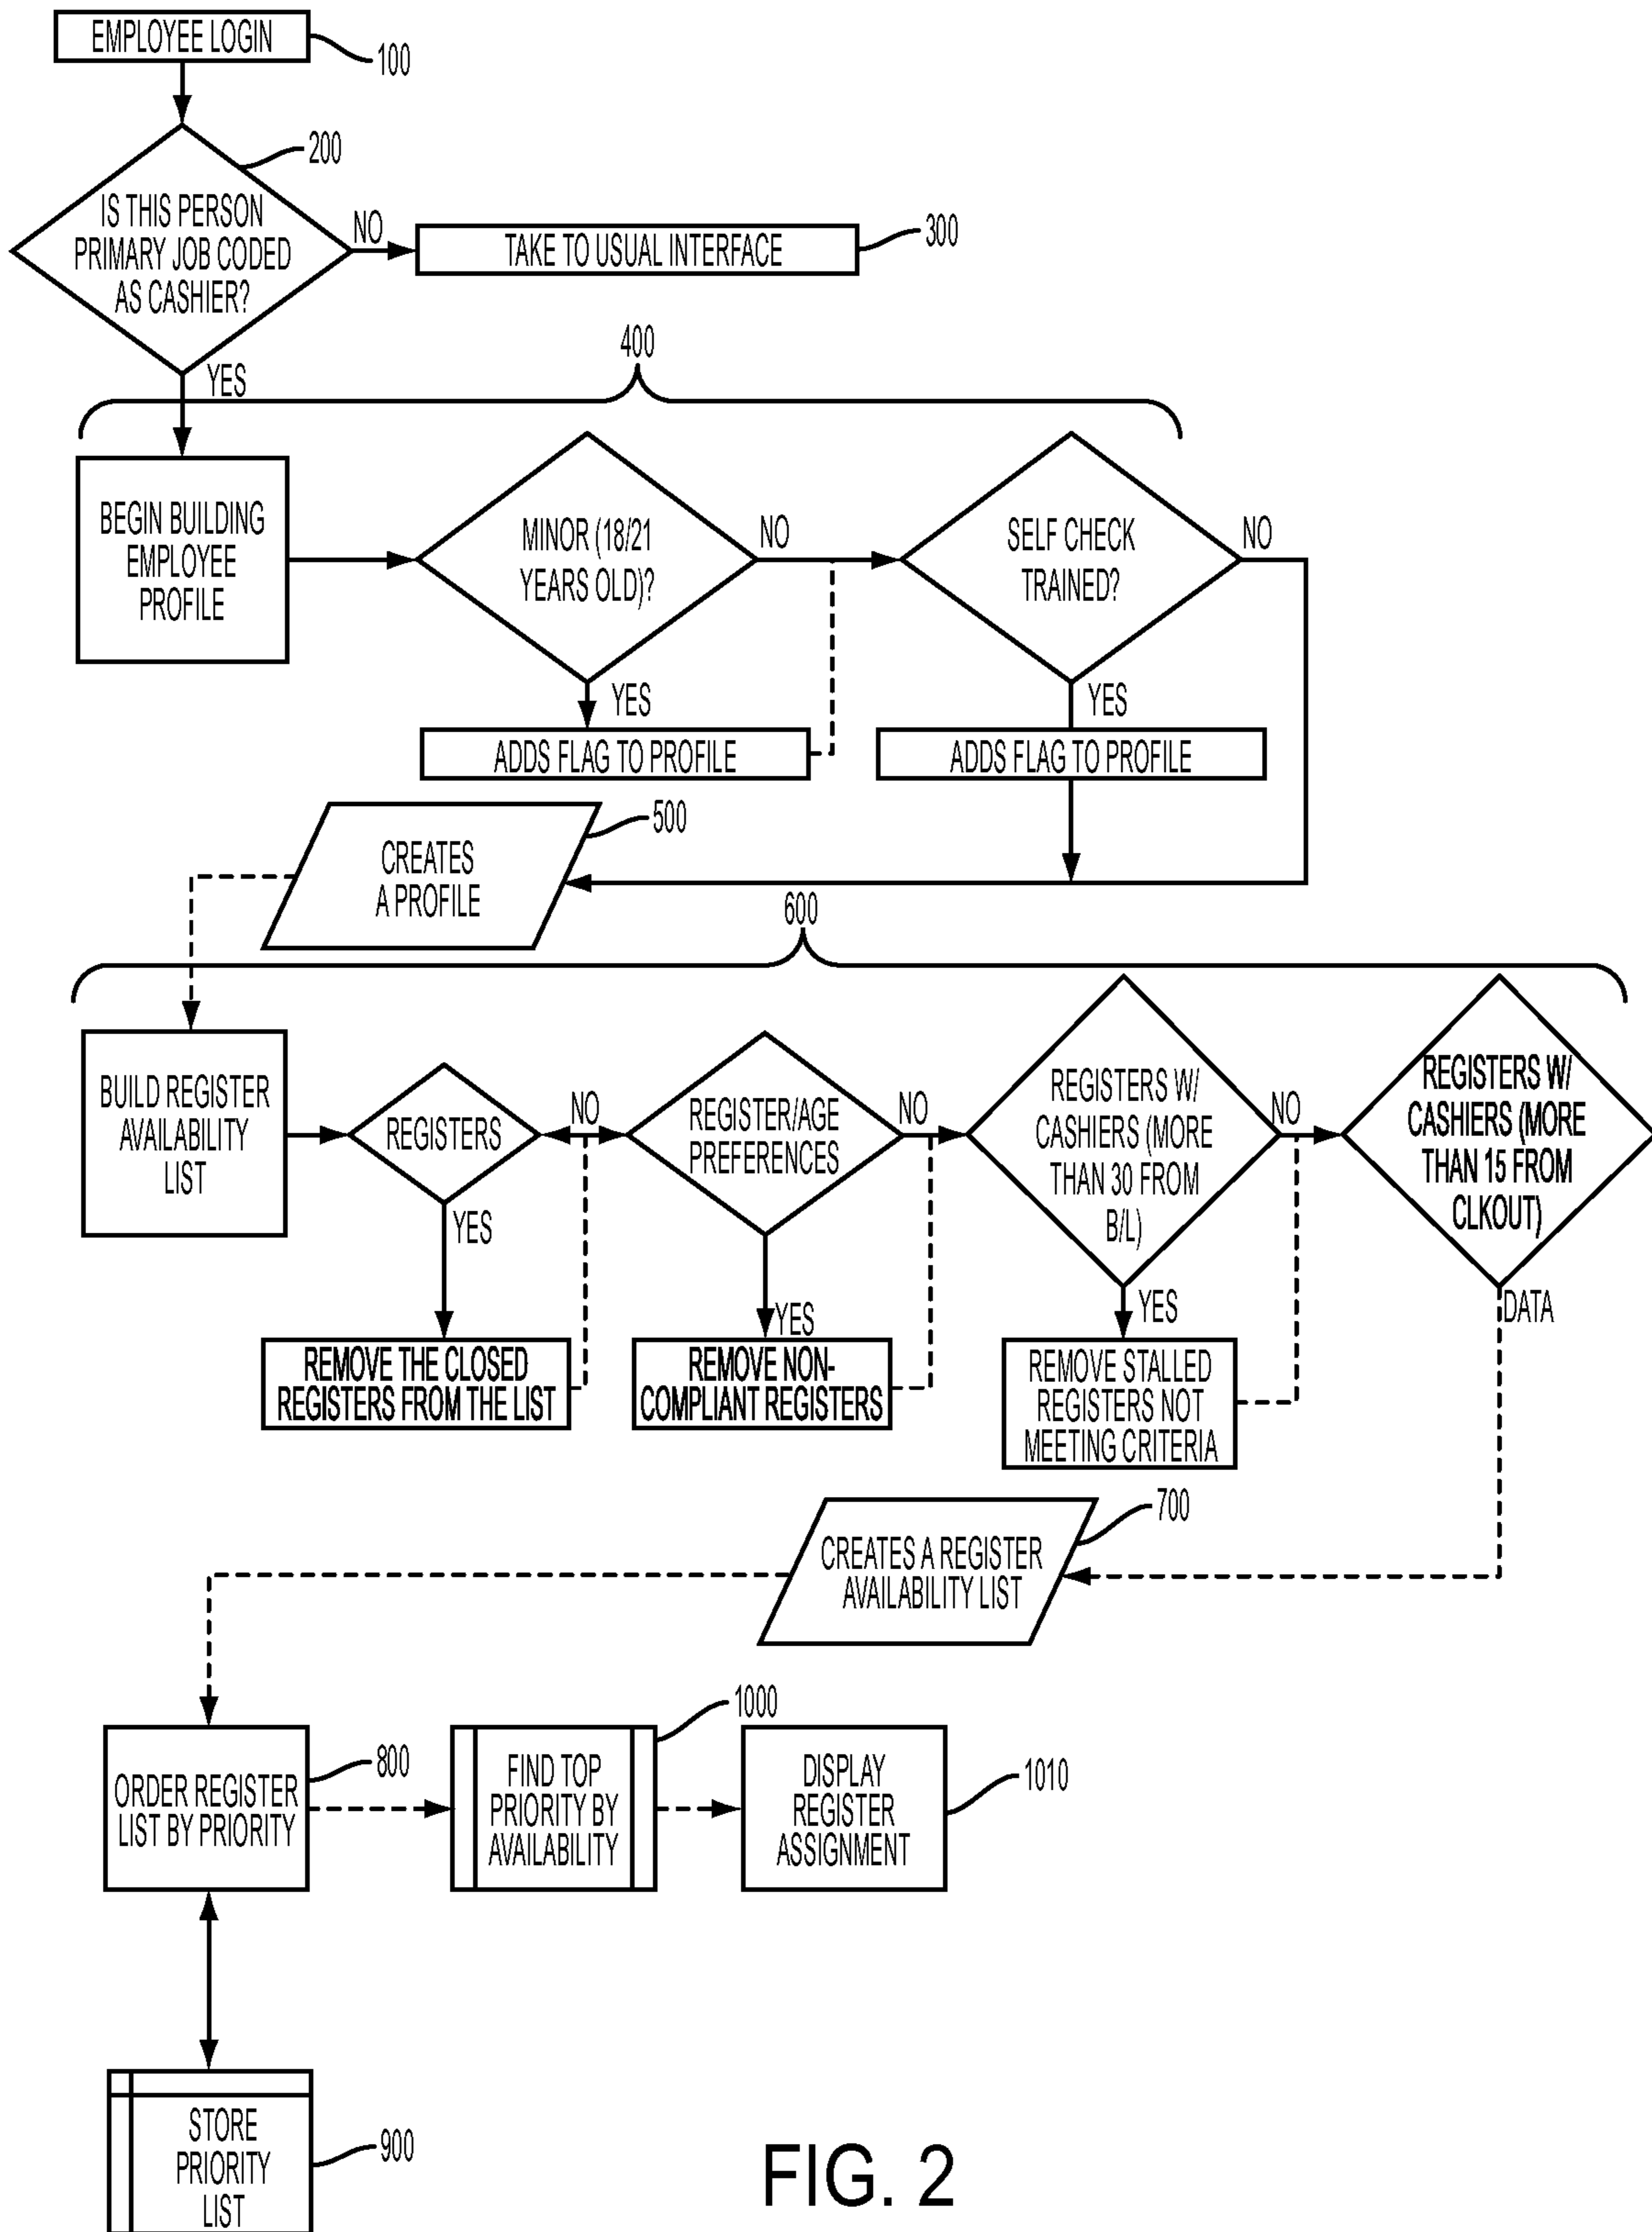 EMPLOYEE LOGIN
100
200
IS THIS PERSON
PRIMARY JOB CODED
AS CASHIER?
NO
TAKE TO USUAL INTERFACE
300
YES
400
BEGIN BUILDING
EMPLOYEE
PROFILE
MINOR (18/21
YEARS OLD)?
NO
SELF CHECK
TRAINED?
NO
YES
YES
ADDS FLAG TO PROFILE
ADDS FLAG TO PROFILE
CREATES
A PROFILE
500
600
BUILD REGISTER
AVAILABILITY
LIST
REGISTERS
NO
REGISTER/AGE
PREFERENCES
NO
REGISTERS W/
CASHIERS (MORE
THAN 30 FROM
B/L)
NO
REGISTERS W/
CASHIERS (MORE
THAN 15 FROM
CLKOUT)
YES
YES
YES
DATA
REMOVE THE CLOSED
REGISTERS FROM THE LIST
REMOVE NON-
COMPLIANT REGISTERS
REMOVE STALLED
REGISTERS NOT
MEETING CRITERIA
CREATES A REGISTER
AVAILABILITY LIST
700
ORDER REGISTER
LIST BY PRIORITY
800
FIND TOP
PRIORITY BY
AVAILABILITY
1000
DISPLAY
REGISTER
ASSIGNMENT
1010
STORE
PRIORITY
LIST
900
FIG. 2